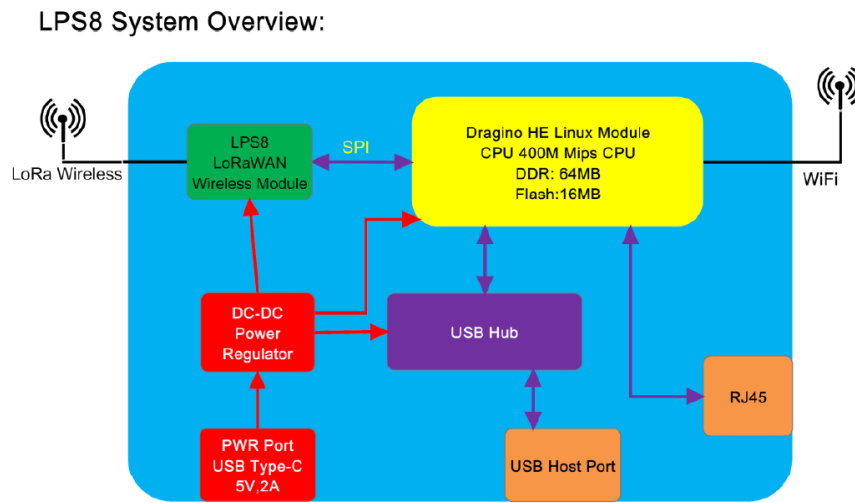 LPS8 System Overview:
LPS8
LoRaWAN
Wireless Module
SPI
Dragino HE Linux Module
CPU 400M Mips CPU
DDR: 64MB
Flash:16MB
LoRa Wireless
WiFi
DC-DC
Power
Regulator
USB Hub
RJ45
PWR Port
USB Type-C
5V,2A
USB Host Port